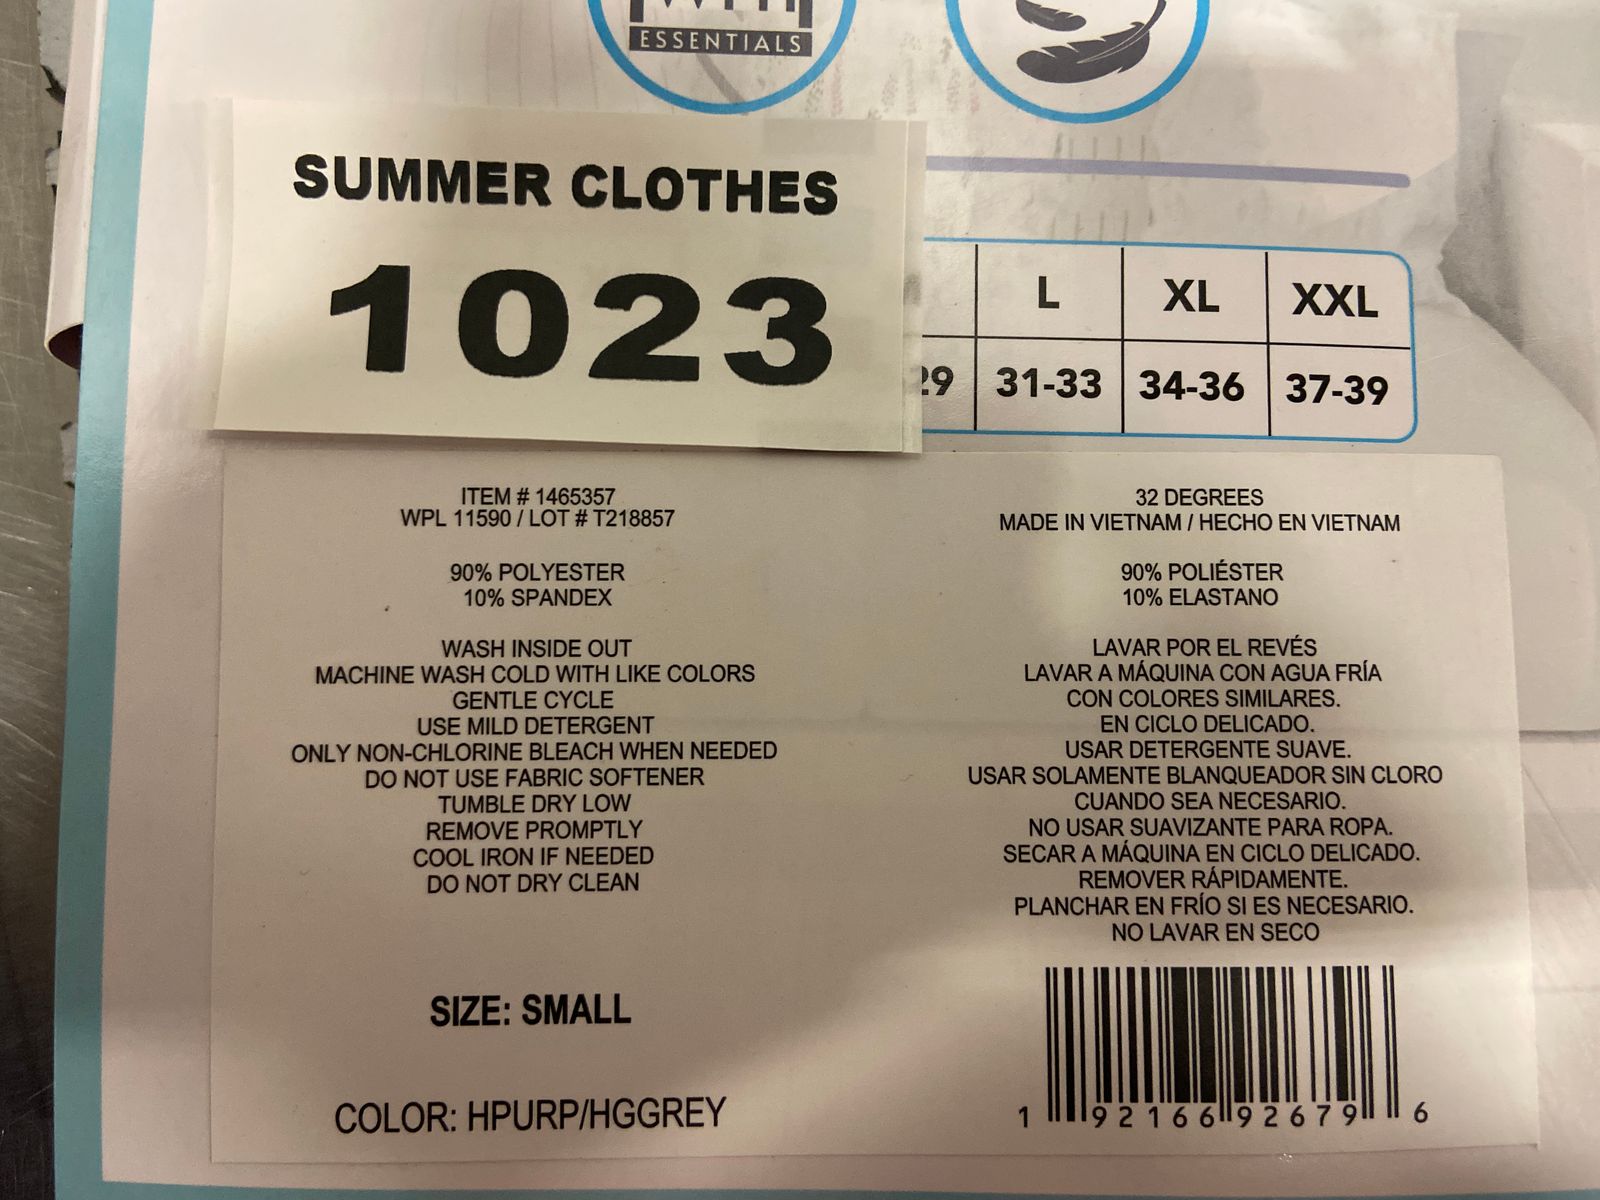 ESSENTIALS
SUMMER CLOTHES
1023
L XL XXL
31-33 34-36 37-39
ITEM # 1465357
WPL 11590 / LOT # T218857
90% POLYESTER
10% SPANDEX
WASH INSIDE OUT
MACHINE WASH COLD WITH LIKE COLORS
GENTLE CYCLE
USE MILD DETERGENT
ONLY NON-CHLORINE BLEACH WHEN NEEDED
DO NOT USE FABRIC SOFTENER
TUMBLE DRY LOW
REMOVE PROMPTLY
COOL IRON IF NEEDED
DO NOT DRY CLEAN
SIZE: SMALL
COLOR: HPURP/HGGREY
32 DEGREES
MADE IN VIETNAM / HECHO EN VIETNAM
90% POLIÉSTER
10% ELASTANO
LAVAR POR EL REVÉS
LAVAR A MÁQUINA CON AGUA FRÍA
CON COLORES SIMILARES.
EN CICLO DELICADO.
USAR DETERGENTE SUAVE.
USAR SOLAMENTE BLANQUEADOR SIN CLORO
CUANDO SEA NECESARIO.
NO USAR SUAVIZANTE PARA ROPA.
SECAR A MÁQUINA EN CICLO DELICADO.
REMOVER RÁPIDAMENTE.
PLANCHAR EN FRÍO SI ES NECESARIO.
NO LAVAR EN SECO
1 92166 92679 6